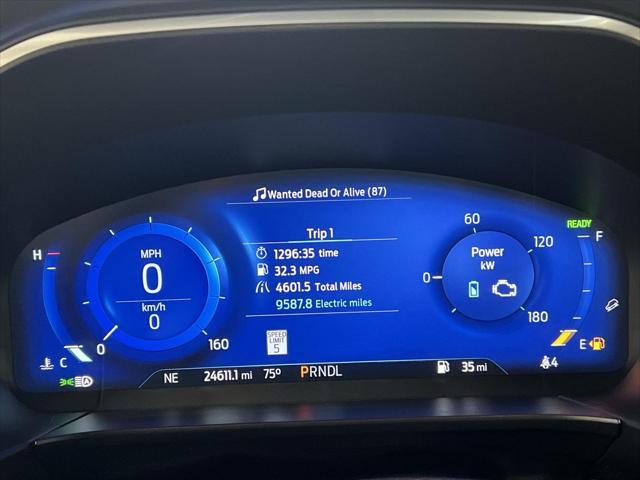 Wanted Dead Or Alive (87)
READY
H
MPH
0
km/h
0
0
160
C
Trip 1
1296:35 time
32.3 MPG
4601.5 Total Miles
9587.8 Electric miles
SPEED
LIMIT
5
60
120
0
180
Power
kW
F
E
4
NE 24611.1 mi 75º PRNDL 35 mi